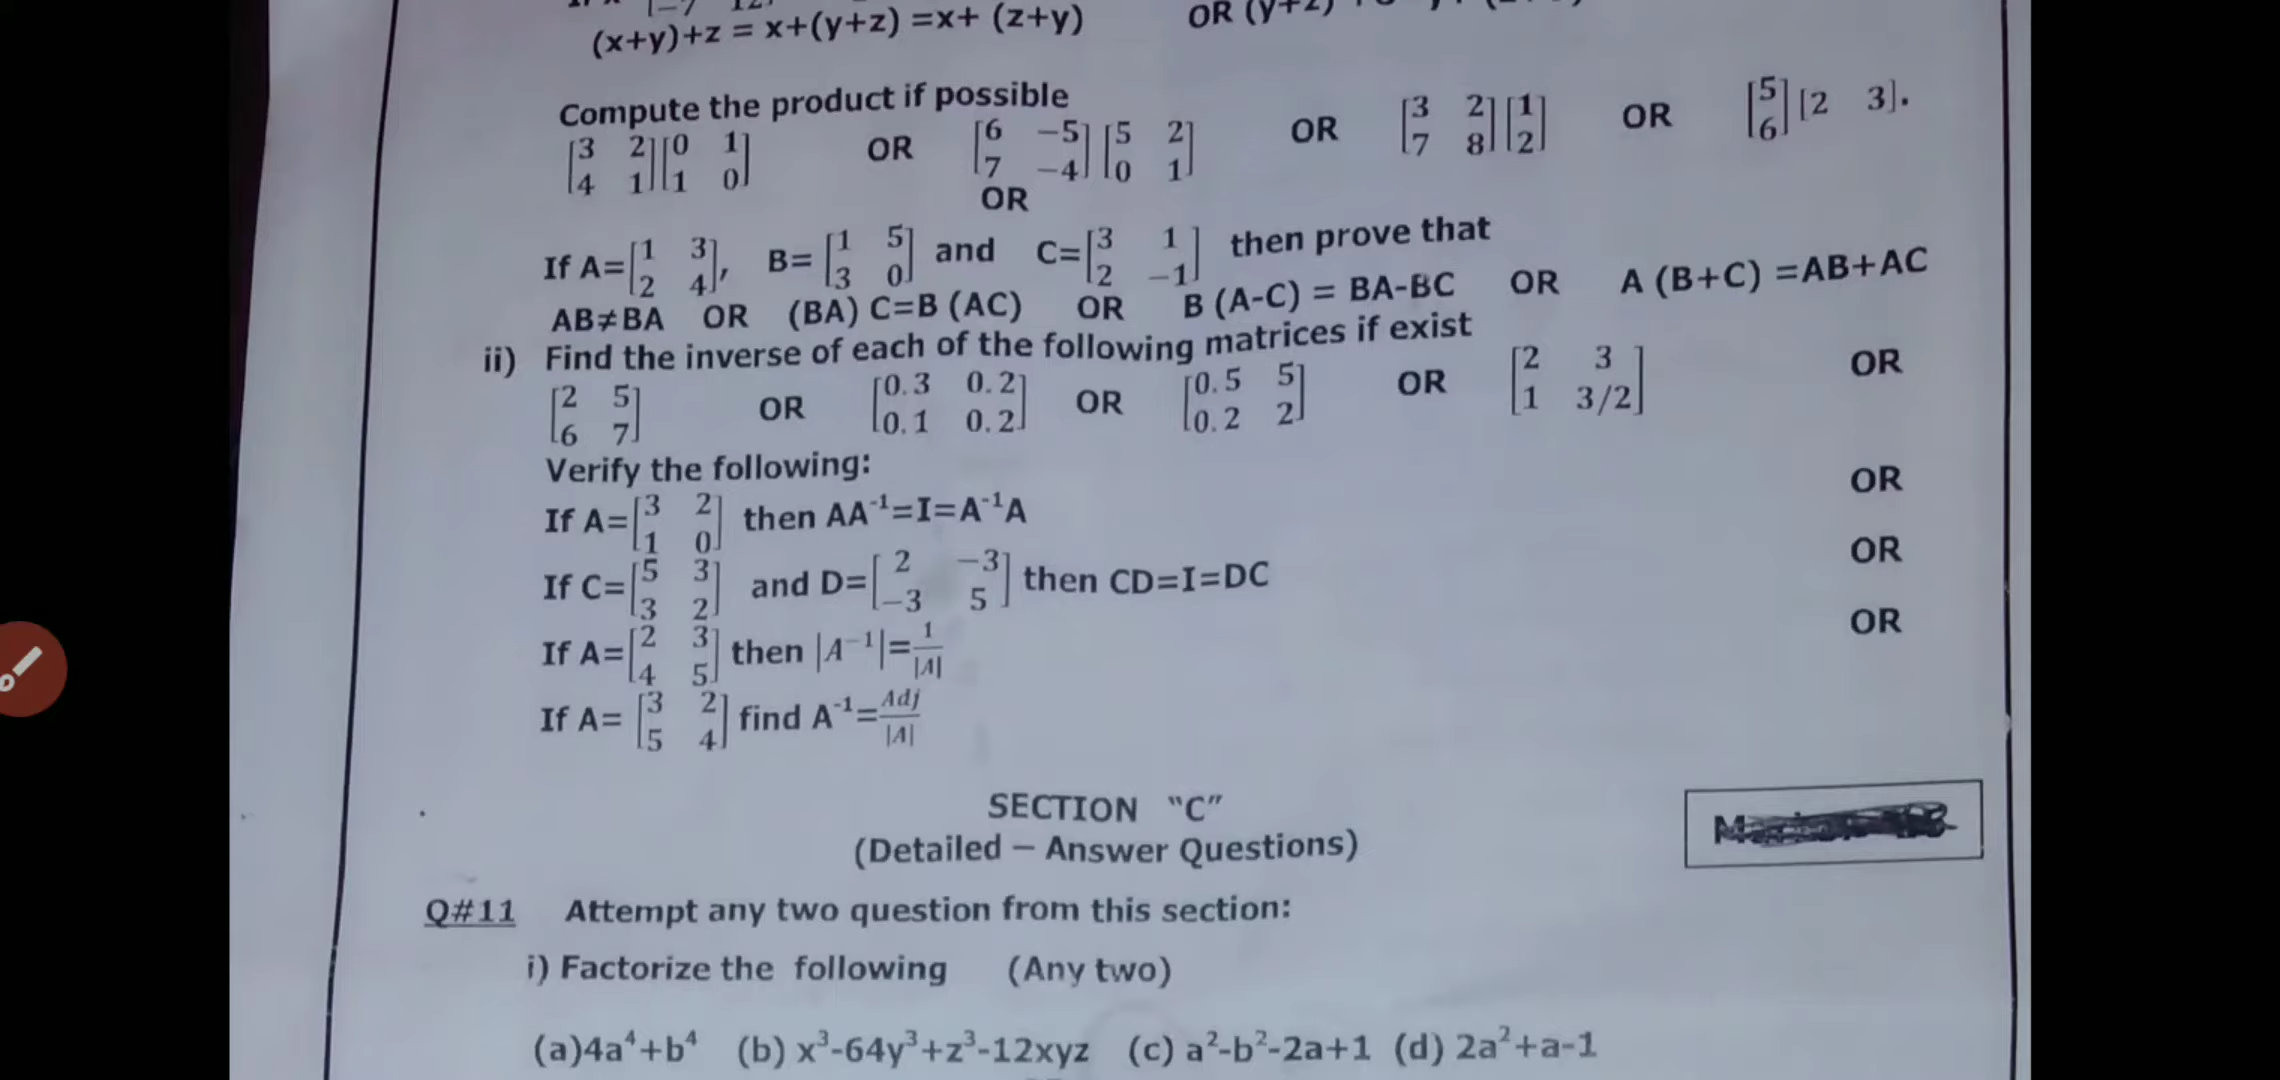 (x+y)+z = x+(y+z) =x+ (z+y) OR
Compute the product if possible
[3 2; 4 1][0 1; 1 0] OR [6 -5; 7 -4][5 2; 0 1] OR [3 2; 7 8][1; 2] OR [5; 6][2 3].
OR
If A=[1 3; 2 4], B= [1 5; 3 0] and C=[3 1; 2 -1] then prove that
AB≠BA OR (BA) C=B (AC) OR B (A-C) = BA-BC OR A (B+C) =AB+AC
ii) Find the inverse of each of the following matrices if exist
[2 5; 6 7] OR [0.3 0.2; 0.1 0.2] OR [0.5 5; 0.2 2] OR [2 3; 1 3/2] OR
Verify the following:
If A=[3 2; 1 0] then AA⁻¹=I=A⁻¹A OR
If C=[5 3; 3 2] and D=[2 -3; -3 5] then CD=I=DC OR
If A=[2 3; 4 5] then |A⁻¹|=1/|A| OR
If A= [3 2; 5 4] find A⁻¹=Adj/|A|
SECTION "C"
(Detailed – Answer Questions)
Q#11 Attempt any two question from this section:
i) Factorize the following (Any two)
(a)4a⁴+b⁴ (b) x³-64y³+z³-12xyz (c) a²-b²-2a+1 (d) 2a²+a-1